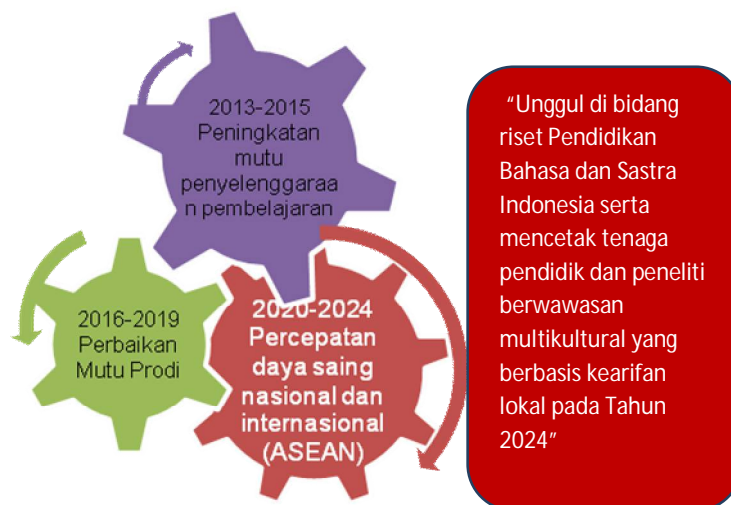 2013-2015
Peningkatan
mutu
penyelenggaraa
n pembelajaran
2016-2019
Perbaikan
Mutu Prodi
2020-2024
Percepatan
daya saing
nasional dan
internasional
(ASEAN)
“Unggul di bidang
riset Pendidikan
Bahasa dan Sastra
Indonesia serta
mencetak tenaga
pendidik dan peneliti
berwawasan
multikultural yang
berbasis kearifan
lokal pada Tahun
2024”